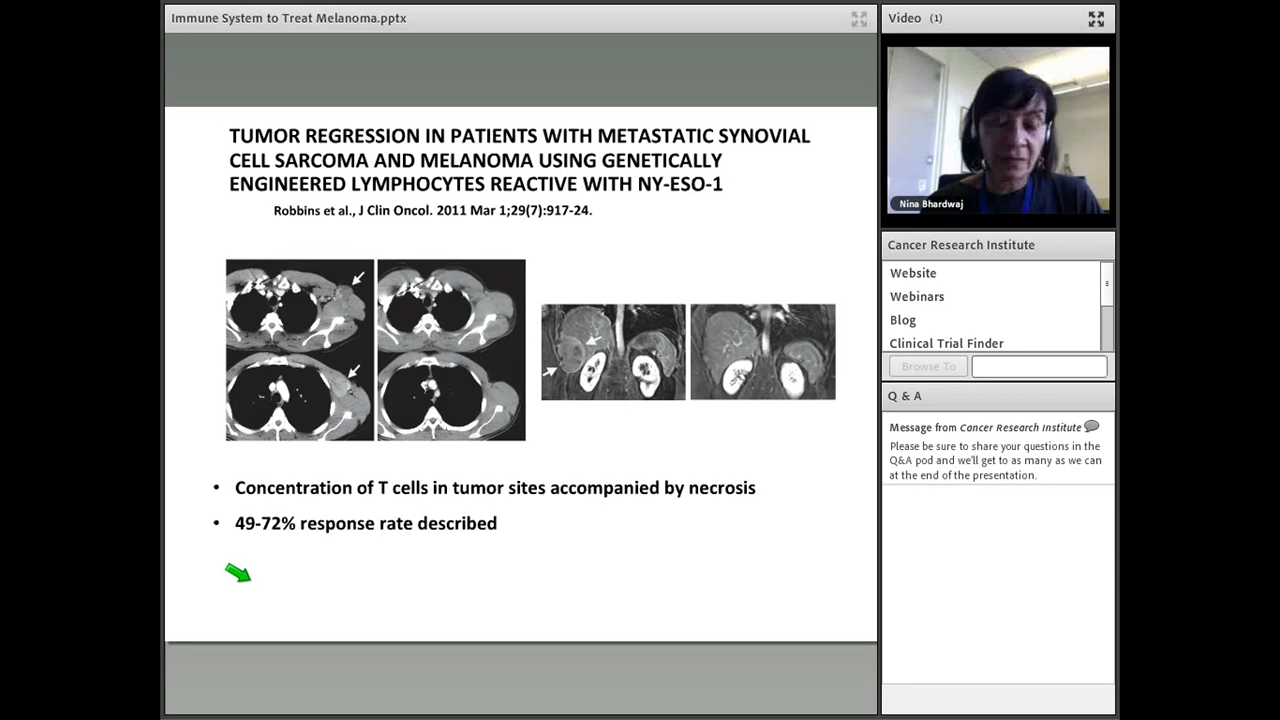 Immune System to Treat Melanoma.pptx
TUMOR REGRESSION IN PATIENTS WITH METASTATIC SYNOVIAL
CELL SARCOMA AND MELANOMA USING GENETICALLY
ENGINEERED LYMPHOCYTES REACTIVE WITH NY-ESO-1
Robbins et al., J Clin Oncol. 2011 Mar 1;29(7):917-24.
• Concentration of T cells in tumor sites accompanied by necrosis
• 49-72% response rate described
Video (1)
Nina Bhardwaj
Cancer Research Institute
Website
Webinars
Blog
Clinical Trial Finder
Browse To
Q & A
Message from Cancer Research Institute
Please be sure to share your questions in the
Q&A pod and we'll get to as many as we can
at the end of the presentation.